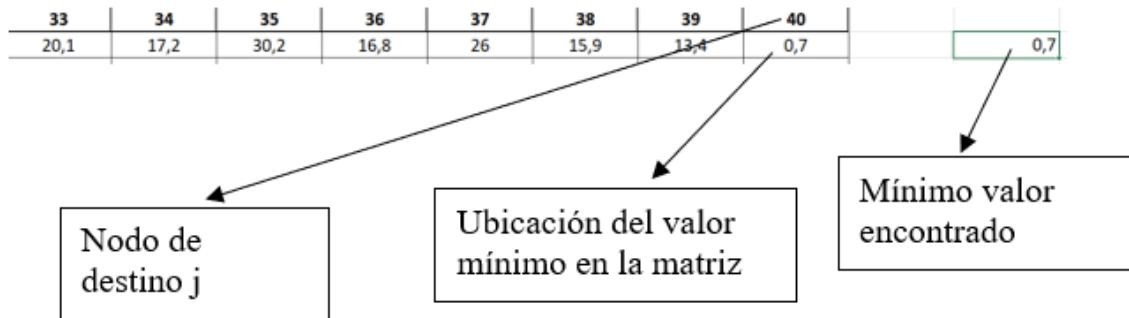 33 34 35 36 37 38 39 40
20,1 17,2 30,2 16,8 26 15,9 13,4 0,7 0,7
Nodo de
destino j
Ubicación del valor
mínimo en la matriz
Mínimo valor
encontrado